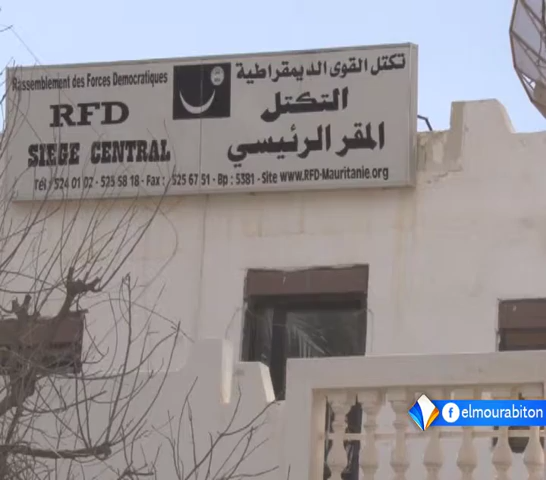 Rassemblement des Forces Democratiques
RFD
SIEGE CENTRAL
تكتل القوى الديمقراطية
التكتل
المقر الرئيسي
Tél : 524 01 02 - 525 58 18 - Fax : 525 67 51 - Bp : 5381 - Site www.RFD-Mauritanie.org
elmourabiton